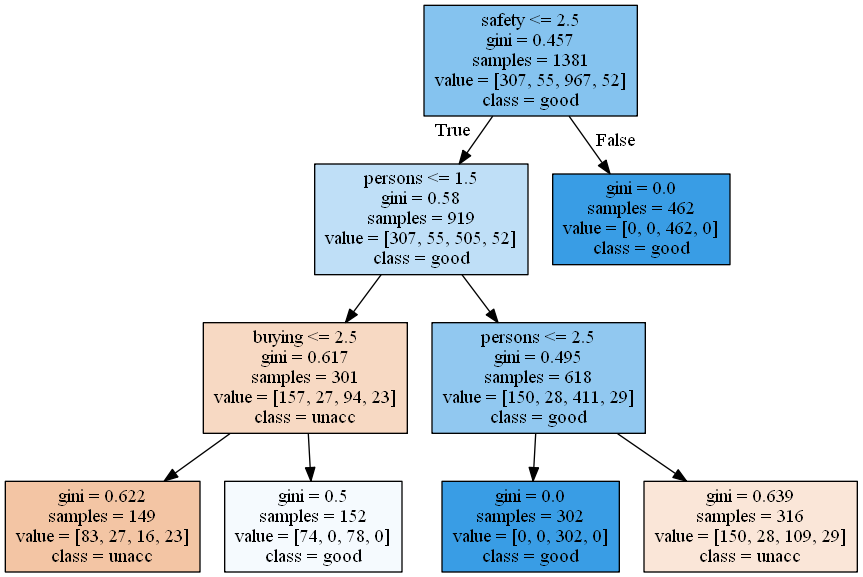 safety <= 2.5
gini = 0.457
samples = 1381
value = [307, 55, 967, 52]
class = good
True
False
persons <= 1.5
gini = 0.58
samples = 919
value = [307, 55, 505, 52]
class = good
gini = 0.0
samples = 462
value = [0, 0, 462, 0]
class = good
buying <= 2.5
gini = 0.617
samples = 301
value = [157, 27, 94, 23]
class = unacc
persons <= 2.5
gini = 0.495
samples = 618
value = [150, 28, 411, 29]
class = good
gini = 0.622
samples = 149
value = [83, 27, 16, 23]
class = unacc
gini = 0.5
samples = 152
value = [74, 0, 78, 0]
class = good
gini = 0.0
samples = 302
value = [0, 0, 302, 0]
class = good
gini = 0.639
samples = 316
value = [150, 28, 109, 29]
class = unacc